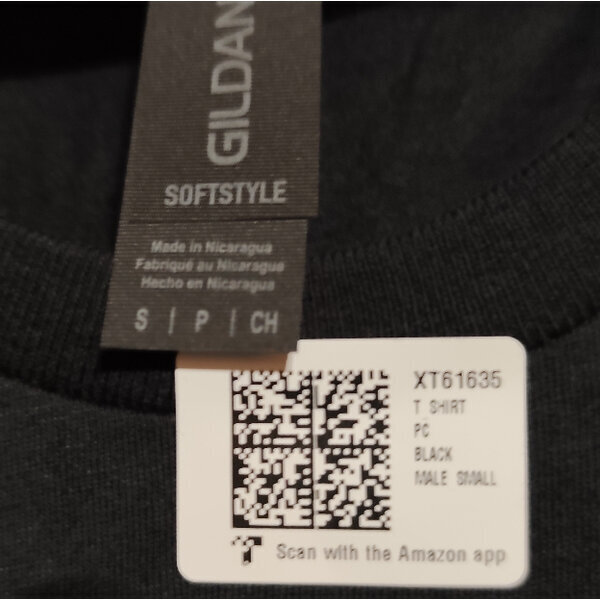 GILDAN
SOFTSTYLE
Made in Nicaragua
Fabriqué au Nicaragua
Hecho en Nicaragua
S | P | CH
XT61635
T SHIRT
PC
BLACK
MALE SMALL
Scan with the Amazon app